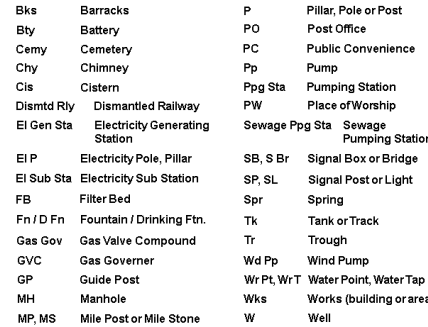 Bks Barracks
Bty Battery
Cemy Cemetery
Chy Chimney
Cis Cistern
Dismtd Rly Dismantled Railway
El Gen Sta Electricity Generating
Station
El P Electricity Pole, Pillar
El Sub Sta Electricity Sub Station
FB Filter Bed
Fn / D Fn Fountain / Drinking Ftn.
Gas Gov Gas Valve Compound
GVC Gas Governer
GP Guide Post
MH Manhole
MP, MS Mile Post or Mile Stone
P Pillar, Pole or Post
PO Post Office
PC Public Convenience
Pp Pump
Ppg Sta Pumping Station
PW Place of Worship
Sewage Ppg Sta Sewage
Pumping Station
SB, S Br Signal Box or Bridge
SP, SL Signal Post or Light
Spr Spring
Tk Tank or Track
Tr Trough
Wd Pp Wind Pump
Wr Pt, Wr T Water Point, Water Tap
Wks Works (building or area
W Well